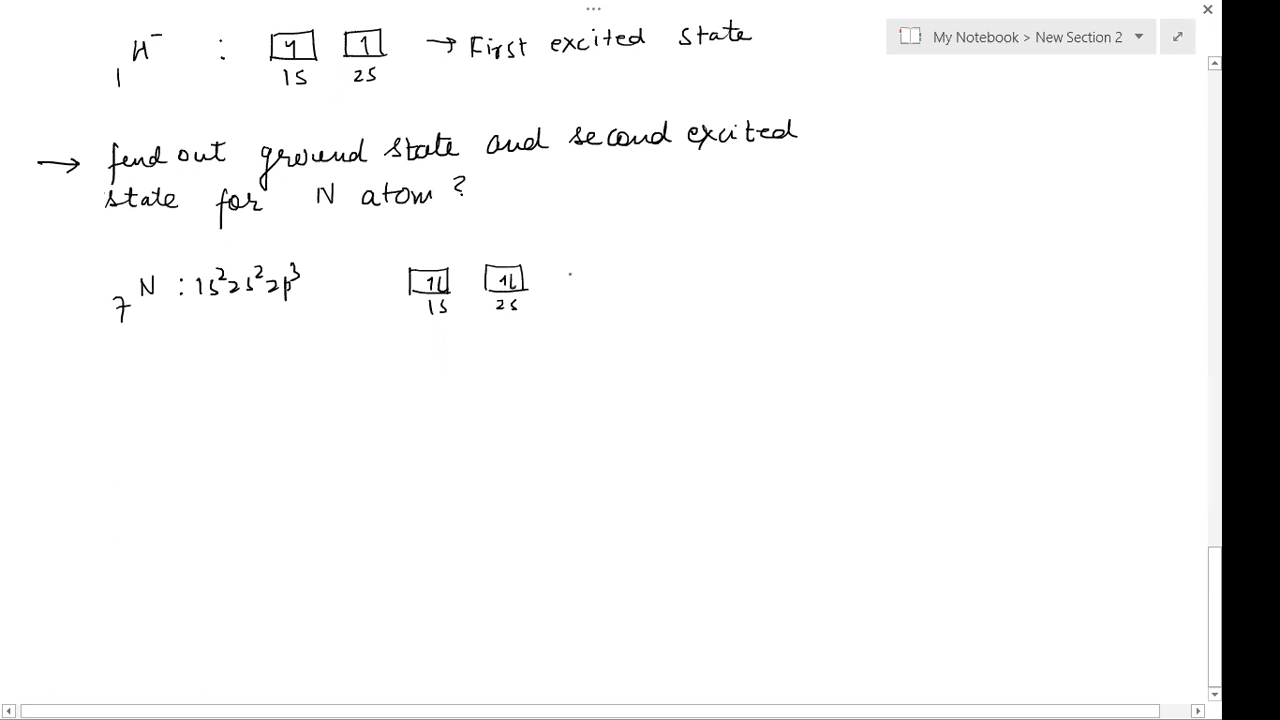 My Notebook > New Section 2
1H⁻ : 1 1 → First excited state
1s 2s
→ fend out ground state and second excited
state for N atom ?
7N : 1s²2s²2p³ 1l 1l
1s 2s